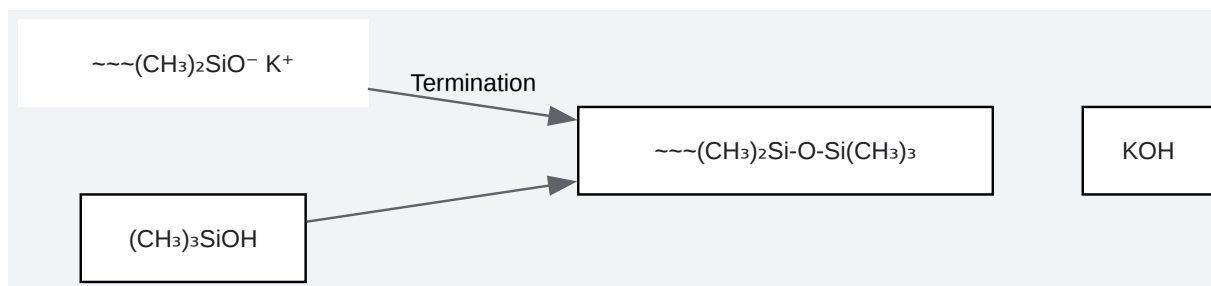 ~~~(CH₃)₂SiO⁻ K⁺
Termination
~~~(CH₃)₂Si-O-Si(CH₃)₃
KOH
(CH₃)₃SiOH